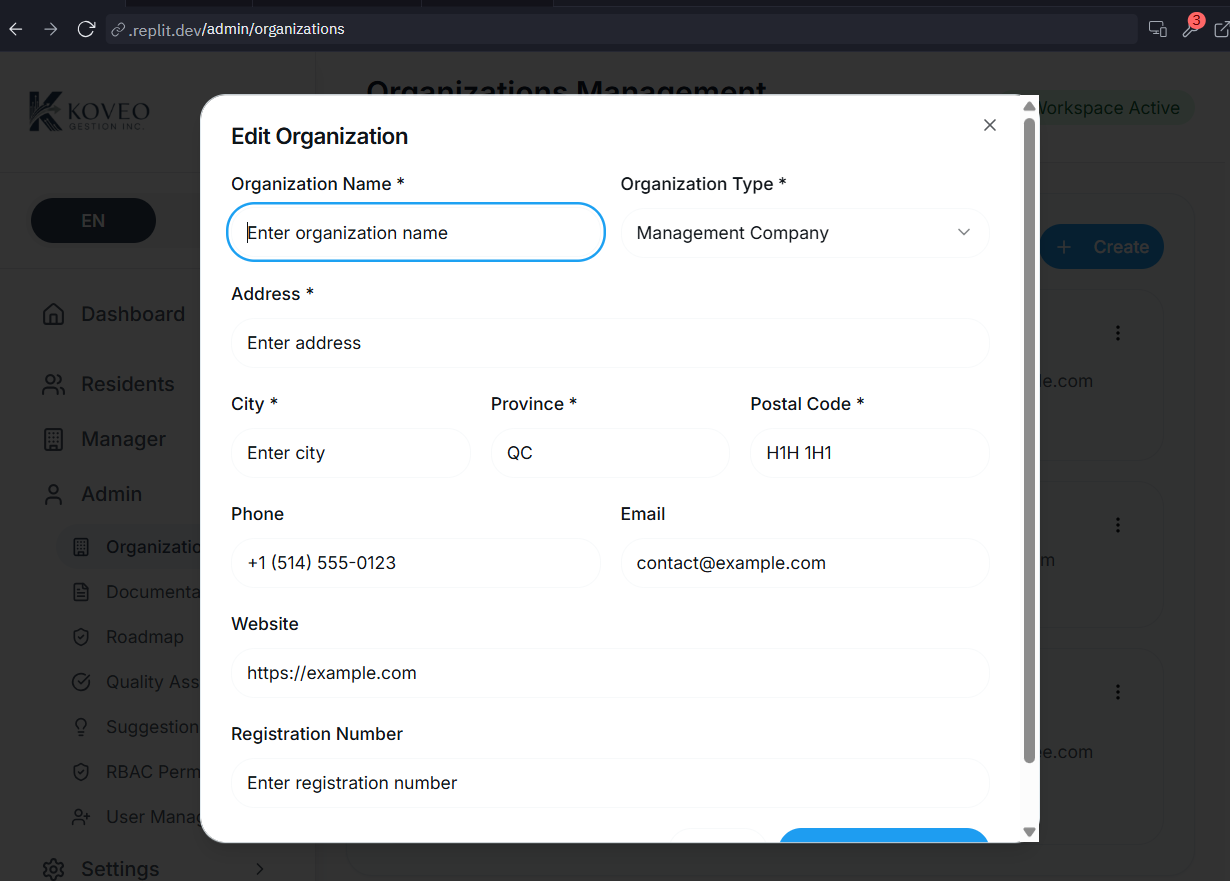 .replit.dev/admin/organizations
3
Organizations Management
Workspace Active
KOVEO
GESTION INC.
EN
Create
Dashboard
Residents
Manager
Admin
Organizatio
Documenta
Roadmap
Quality Ass
Suggestion
RBAC Perm
User Manag
Settings
Edit Organization
Organization Name *
Organization Type *
Enter organization name
Management Company
Address *
Enter address
City *
Province *
Postal Code *
Enter city
QC
H1H 1H1
Phone
Email
+1 (514) 555-0123
contact@example.com
Website
https://example.com
Registration Number
Enter registration number
le.com
m
e.com